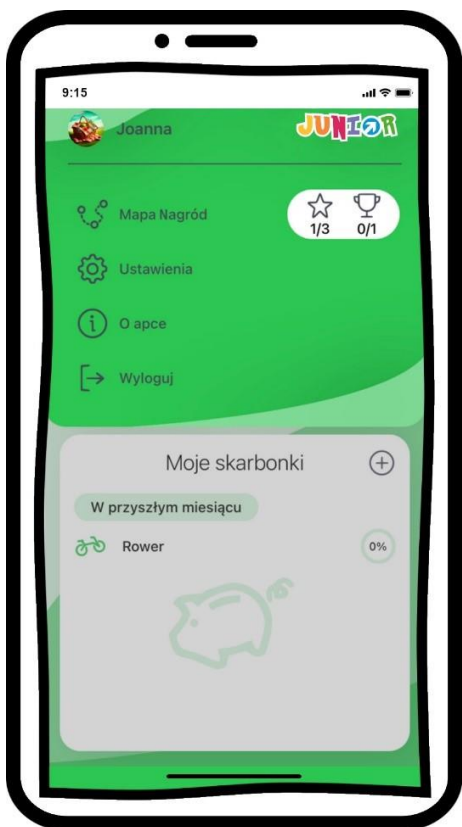 9:15
Joanna
JUNIOR
Mapa Nagród
1/3 0/1
Ustawienia
O apce
Wyloguj
Moje skarbonki
W przyszłym miesiącu
Rower
0%